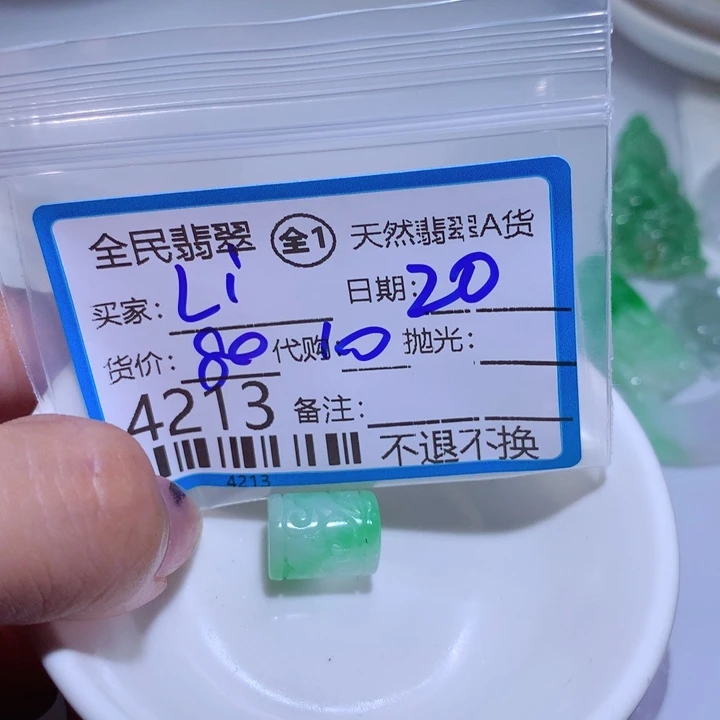 全民翡翠 全1 天然翡翠A货
买家: Li 日期: 20
货价: 80 代购 10 抛光:
4213 备注:
不退不换
4213